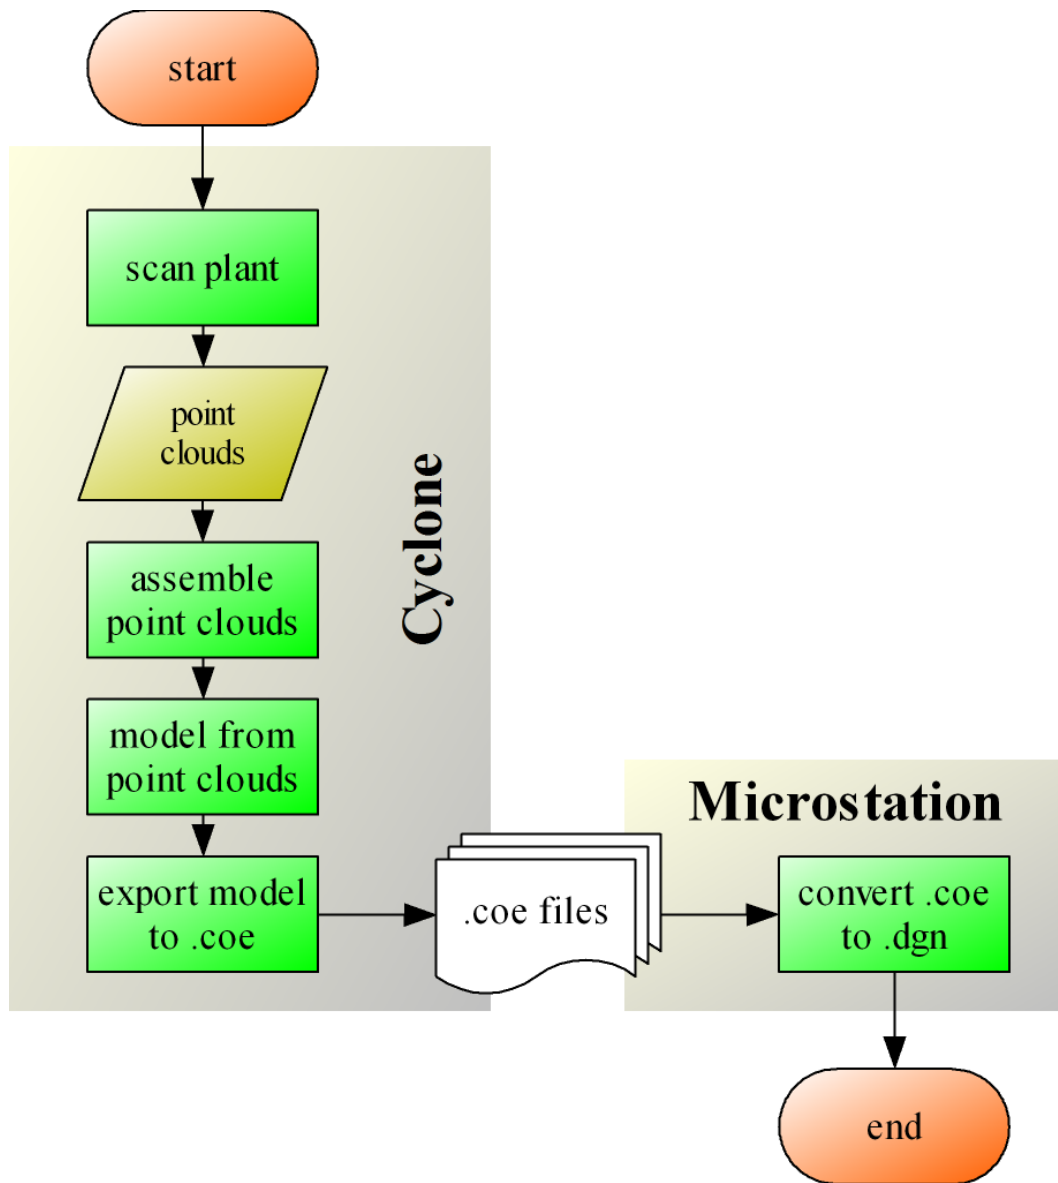 start
scan plant
point
clouds
Cyclone
assemble
point clouds
model from
point clouds
export model
to .coe
.coe files
Microstation
convert .coe
to .dgn
end